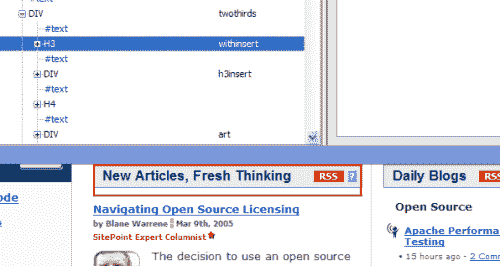 DIV twothirds
#text
H3 withinsert
#text
DIV h3insert
#text
H4
#text
DIV art
New Articles, Fresh Thinking RSS ?
Daily Blogs RSS
Navigating Open Source Licensing
by Blane Warrene Mar 9th, 2005
SitePoint Expert Columnist
The decision to use an open source
Open Source
Apache Performa
Testing
• 15 hours ago - 2 Comm
ode
s